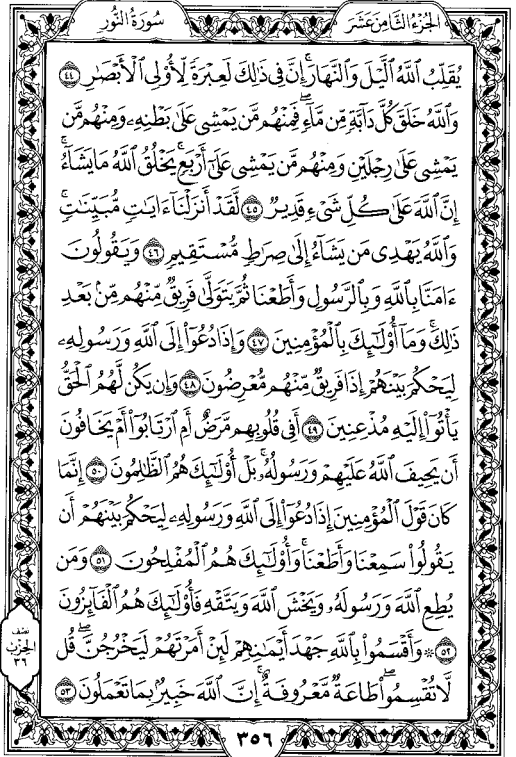 سُورَةُ النُّورِ
الجُزْءُ الثَّامِنَ عَشَرَ
يُقَلِّبُ ٱللَّهُ ٱلَّيْلَ وَٱلنَّهَارَ ۚ إِنَّ فِى ذَٰلِكَ لَعِبْرَةً لِّأُو۟لِى ٱلْأَبْصَٰرِ ٤٤
وَٱللَّهُ خَلَقَ كُلَّ دَآبَّةٍ مِّن مَّآءٍ ۖ فَمِنْهُم مَّن يَمْشِى عَلَىٰ بَطْنِهِۦ وَمِنْهُم مَّن
يَمْشِى عَلَىٰ رِجْلَيْنِ وَمِنْهُم مَّن يَمْشِى عَلَىٰٓ أَرْبَعٍ ۚ يَخْلُقُ ٱللَّهُ مَا يَشَآءُ ۚ
إِنَّ ٱللَّهَ عَلَىٰ كُلِّ شَىْءٍ قَدِيرٌ ٤٥ لَّقَدْ أَنزَلْنَآ ءَايَٰتٍ مُّبَيِّنَٰتٍ ۚ
وَٱللَّهُ يَهْدِى مَن يَشَآءُ إِلَىٰ صِرَٰطٍ مُّسْتَقِيمٍ ٤٦ وَيَقُولُونَ
ءَامَنَّا بِٱللَّهِ وَبِٱلرَّسُولِ وَأَطَعْنَا ثُمَّ يَتَوَلَّىٰ فَرِيقٌ مِّنْهُم مِّنۢ بَعْدِ
ذَٰلِكَ ۚ وَمَآ أُو۟لَٰٓئِكَ بِٱلْمُؤْمِنِينَ ٤٧ وَإِذَا دُعُوٓا۟ إِلَى ٱللَّهِ وَرَسُولِهِۦ
لِيَحْكُمَ بَيْنَهُمْ إِذَا فَرِيقٌ مِّنْهُم مُّعْرِضُونَ ٤٨ وَإِن يَكُن لَّهُمُ ٱلْحَقُّ
يَأْتُوٓا۟ إِلَيْهِ مُذْعِنِينَ ٤٩ أَفِى قُلُوبِهِم مَّرَضٌ أَمِ ٱرْتَابُوٓا۟ أَمْ يَخَافُونَ
أَن يَحِيفَ ٱللَّهُ عَلَيْهِمْ وَرَسُولُهُۥ ۚ بَلْ أُو۟لَٰٓئِكَ هُمُ ٱلظَّٰلِمُونَ ٥٠ إِنَّمَا
كَانَ قَوْلَ ٱلْمُؤْمِنِينَ إِذَا دُعُوٓا۟ إِلَى ٱللَّهِ وَرَسُولِهِۦ لِيَحْكُمَ بَيْنَهُمْ أَن
يَقُولُوا۟ سَمِعْنَا وَأَطَعْنَا ۚ وَأُو۟لَٰٓئِكَ هُمُ ٱلْمُفْلِحُونَ ٥١ وَمَن
يُطِعِ ٱللَّهَ وَرَسُولَهُۥ وَيَخْشَ ٱللَّهَ وَيَتَّقْهِ فَأُو۟لَٰٓئِكَ هُمُ ٱلْفَآئِزُونَ
٥٢ ۞ وَأَقْسَمُوا۟ بِٱللَّهِ جَهْدَ أَيْمَٰنِهِمْ لَئِنْ أَمَرْتَهُمْ لَيَخْرُجُنَّ ۖ قُل
لَّا تُقْسِمُوا۟ ۖ طَاعَةٌ مَّعْرُوفَةٌ ۚ إِنَّ ٱللَّهَ خَبِيرٌۢ بِمَا تَعْمَلُونَ ٥٣
نصف
الحزب
٣٦
٣٥٦